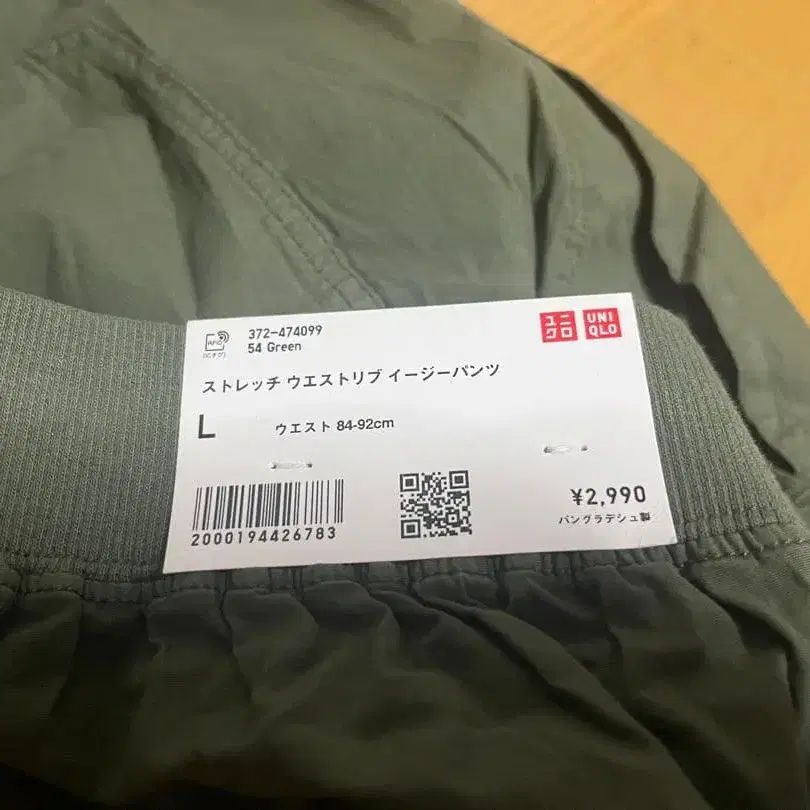 RFID
(ICタグ)
372-474099
54 Green
ユニ
クロ
UNI
QLO
ストレッチ ウエストリブ イージーパンツ
L
ウエスト 84-92cm
2000194426783
¥2,990
バングラデシュ製